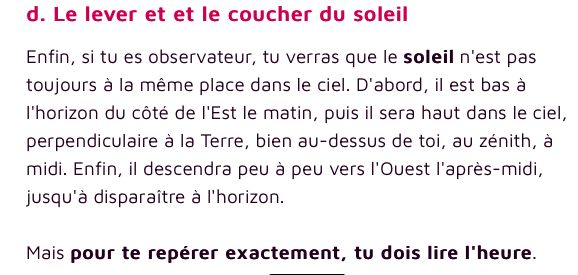 d. Le lever et et le coucher du soleil
Enfin, si tu es observateur, tu verras que le soleil n'est pas
toujours à la même place dans le ciel. D'abord, il est bas à
l'horizon du côté de l'Est le matin, puis il sera haut dans le ciel,
perpendiculaire à la Terre, bien au-dessus de toi, au zénith, à
midi. Enfin, il descendra peu à peu vers l'Ouest l'après-midi,
jusqu'à disparaître à l'horizon.
Mais pour te repérer exactement, tu dois lire l'heure.